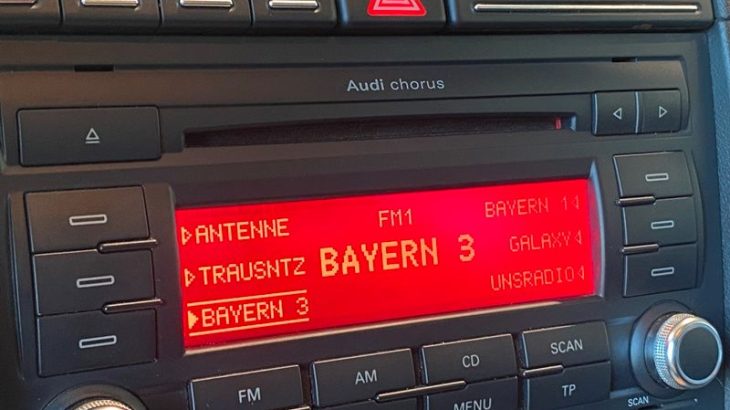 Audi chorus
ANTENNE
FM1
BAYERN 1
TRAUSNTZ
BAYERN 3
GALAXY
BAYERN 3
UNSRADIO
FM
AM
CD
SCAN
MENU
TP
SCAN